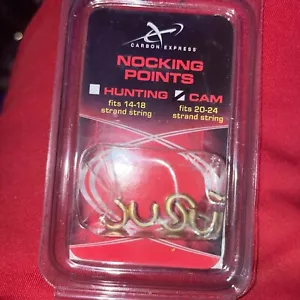 CARBON EXPRESS
NOCKING
POINTS
HUNTING CAM
fits 14-18 fits 20-24
strand string strand string